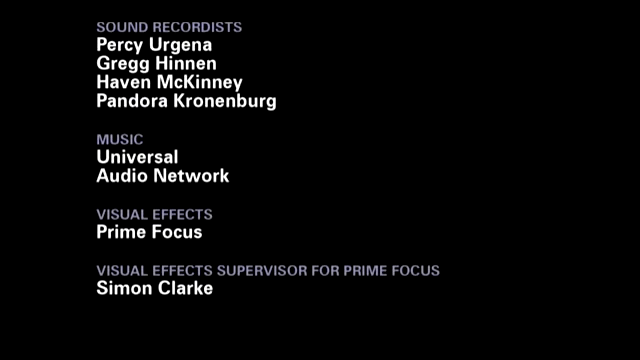 SOUND RECORDISTS
Percy Urgena
Gregg Hinnen
Haven McKinney
Pandora Kronenburg
MUSIC
Universal
Audio Network
VISUAL EFFECTS
Prime Focus
VISUAL EFFECTS SUPERVISOR FOR PRIME FOCUS
Simon Clarke